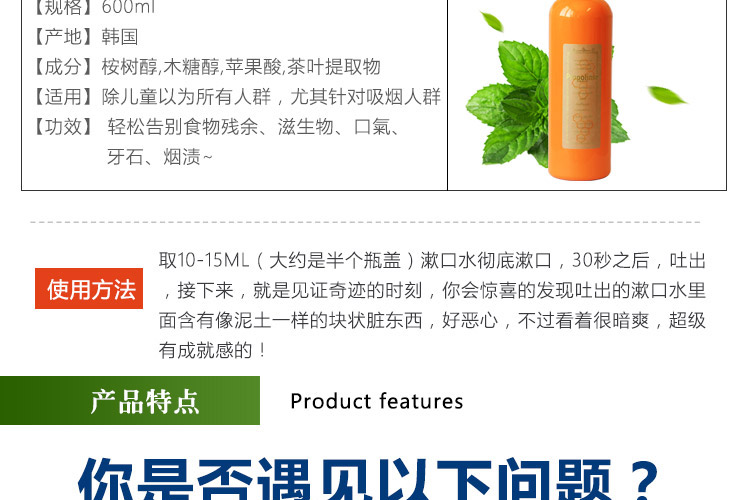 【规格】600ml
【产地】韩国
【成分】桉树醇,木糖醇,苹果酸,茶叶提取物
【适用】除儿童以为所有人群，尤其针对吸烟人群
【功效】 轻松告别食物残余、滋生物、口氣、
牙石、烟渍~
使用方法
取10-15ML（大约是半个瓶盖）漱口水彻底漱口，30秒之后，吐出
，接下来，就是见证奇迹的时刻，你会惊喜的发现吐出的漱口水里
面含有像泥土一样的块状脏东西，好恶心，不过看着很暗爽，超级
有成就感的！
产品特点
Product features
你是否遇见以下问题？